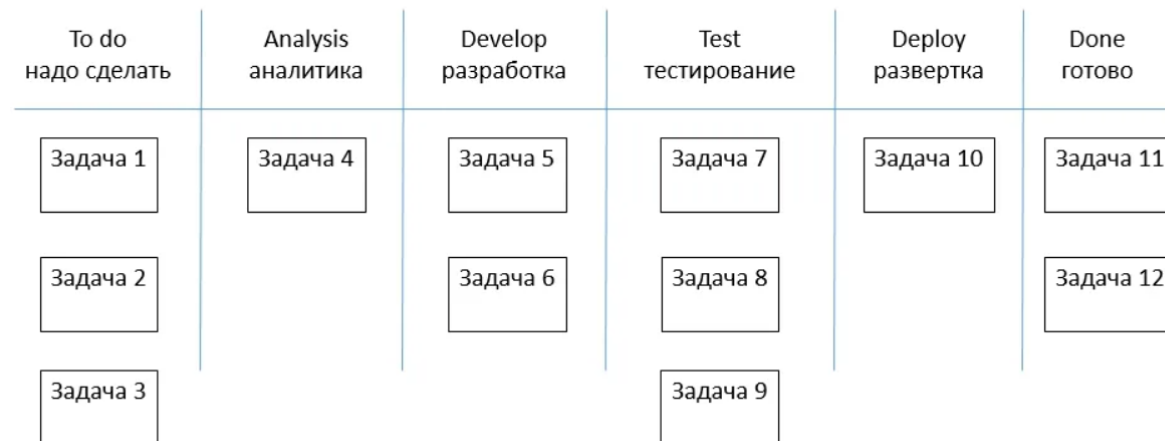 To do
надо сделать
Analysis
аналитика
Develop
разработка
Test
тестирование
Deploy
развертка
Done
готово
Задача 1
Задача 4
Задача 5
Задача 7
Задача 10
Задача 11
Задача 2
Задача 6
Задача 8
Задача 12
Задача 3
Задача 9